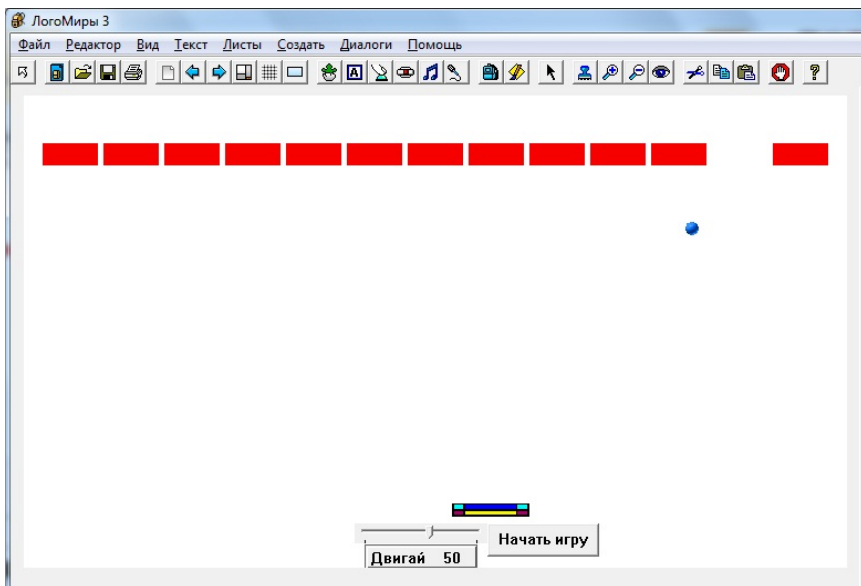 ЛогоМиры 3
Файл Редактор Вид Текст Листы Создать Диалоги Помощь
A ?
Двигай 50
Начать игру